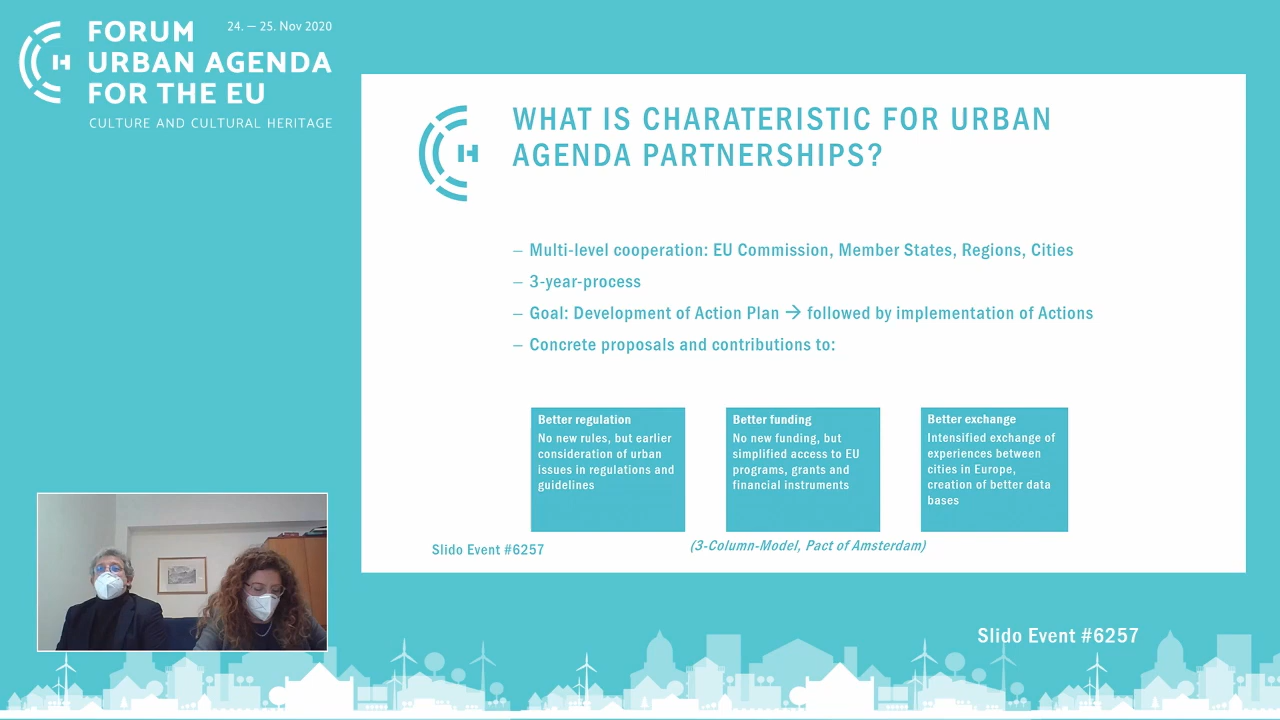 FORUM
24. – 25. Nov 2020
URBAN AGENDA
FOR THE EU
CULTURE AND CULTURAL HERITAGE
CH
WHAT IS CHARATERISTIC FOR URBAN
AGENDA PARTNERSHIPS?
– Multi-level cooperation: EU Commission, Member States, Regions, Cities
– 3-year-process
– Goal: Development of Action Plan → followed by implementation of Actions
– Concrete proposals and contributions to:
Better regulation
No new rules, but earlier
consideration of urban
issues in regulations and
guidelines
Better funding
No new funding, but
simplified access to EU
programs, grants and
financial instruments
Better exchange
Intensified exchange of
experiences between
cities in Europe,
creation of better data
bases
(3-Column-Model, Pact of Amsterdam)
Slido Event #6257
Slido Event #6257